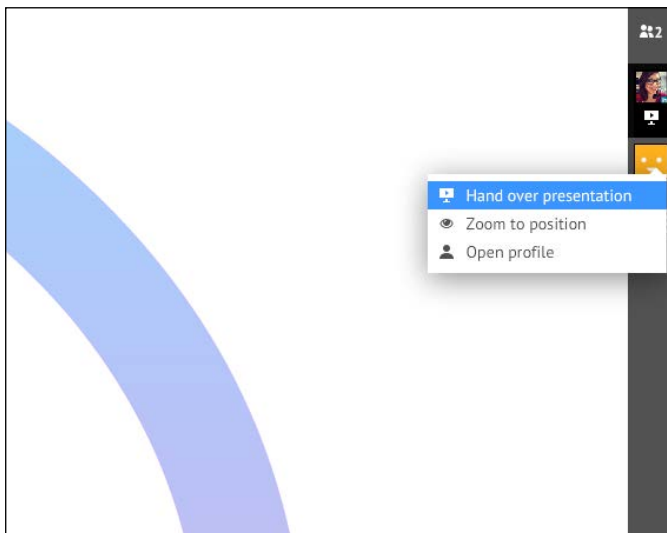 2
Hand over presentation
Zoom to position
Open profile